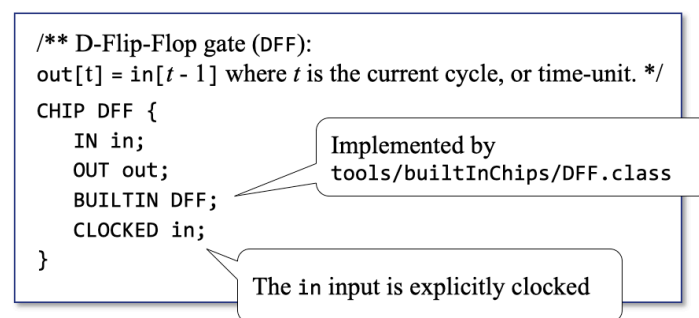 /** D-Flip-Flop gate (DFF):
out[t] = in[t - 1] where t is the current cycle, or time-unit. */
CHIP DFF {
IN in;
OUT out;
BUILTIN DFF;
CLOCKED in;
}
Implemented by
tools/builtInChips/DFF.class
The in input is explicitly clocked